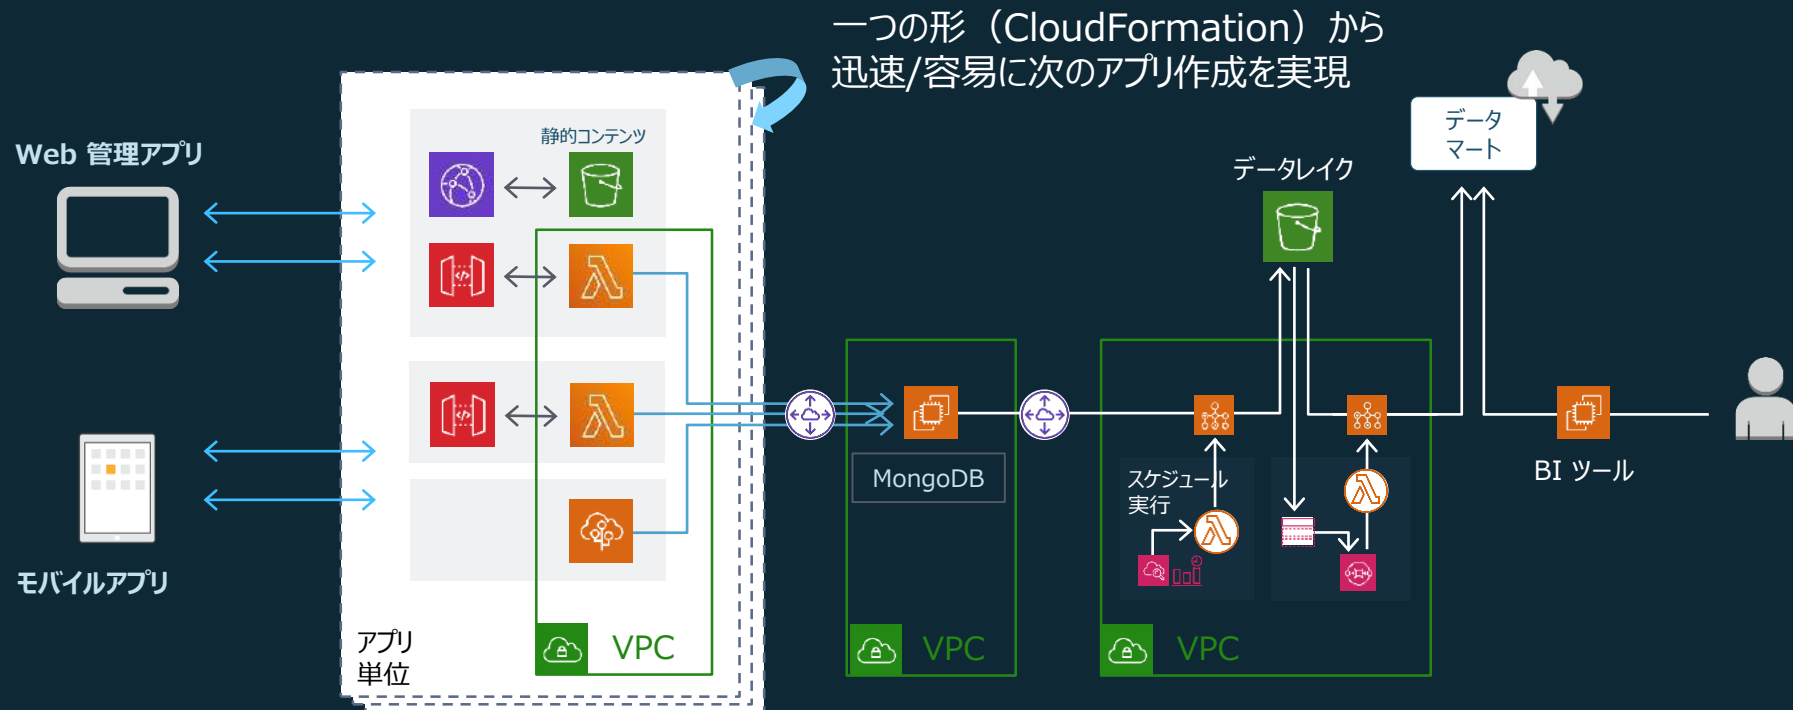 一つの形（CloudFormation）から
迅速/容易に次のアプリ作成を実現
Web 管理アプリ
静的コンテンツ
データ
マート
データレイク
MongoDB
スケジュール
実行
BI ツール
モバイルアプリ
アプリ
単位
VPC
VPC
VPC